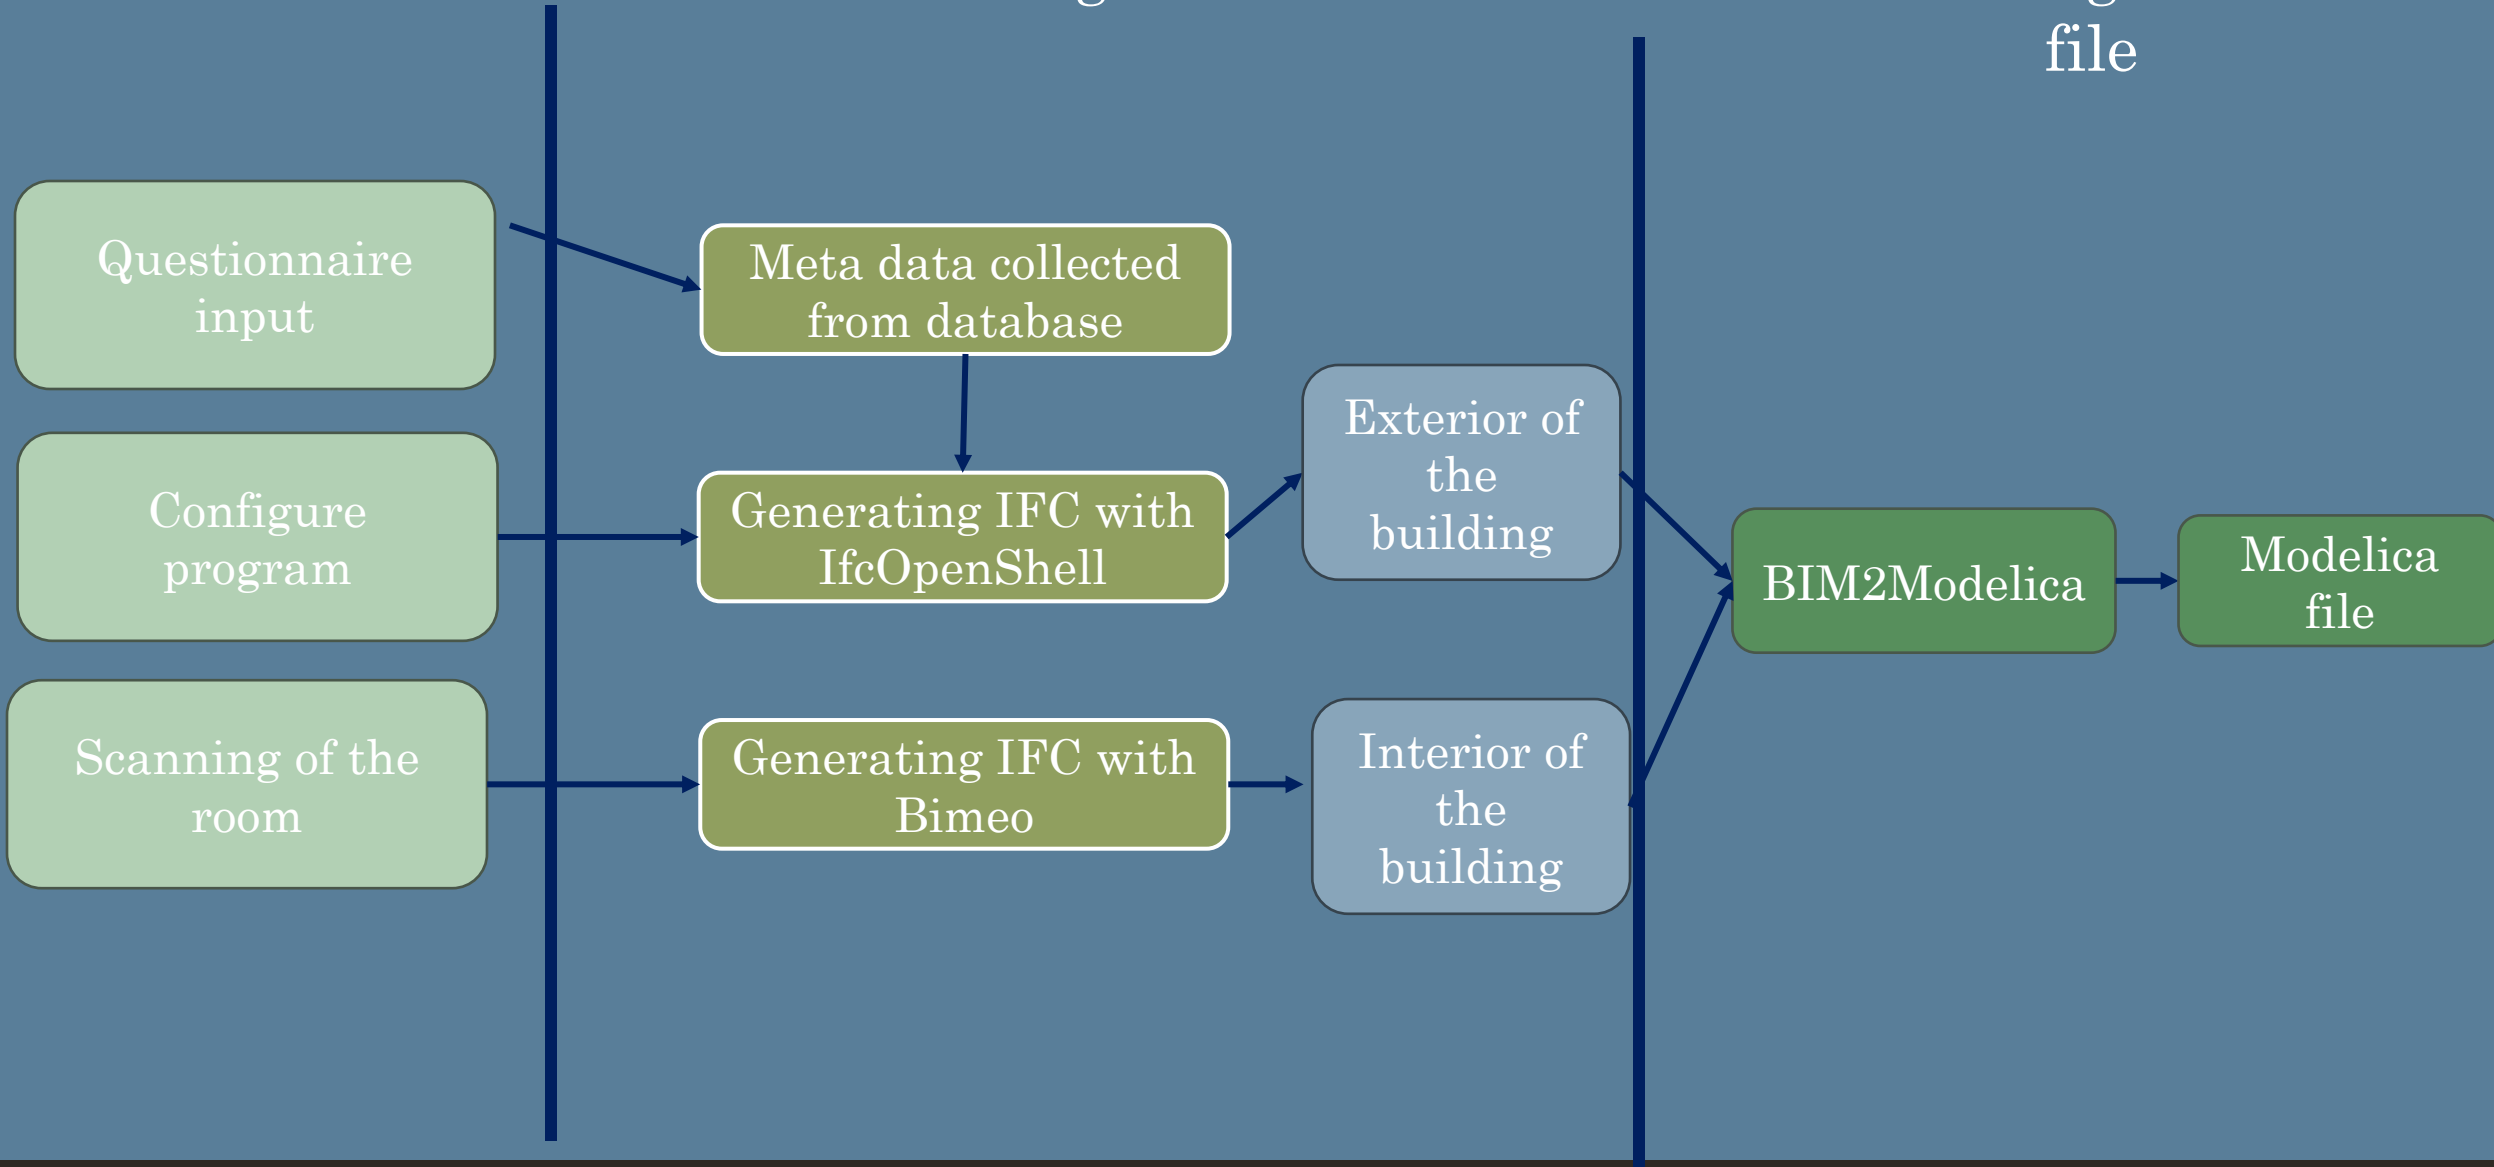 file
Questionnaire
input
Configure
program
Scanning of the
room
Meta data collected
from database
Generating IFC with
IfcOpenShell
Generating IFC with
Bimeo
Exterior of
the
building
Interior of
the
building
BIM2Modelica
Modelica
file